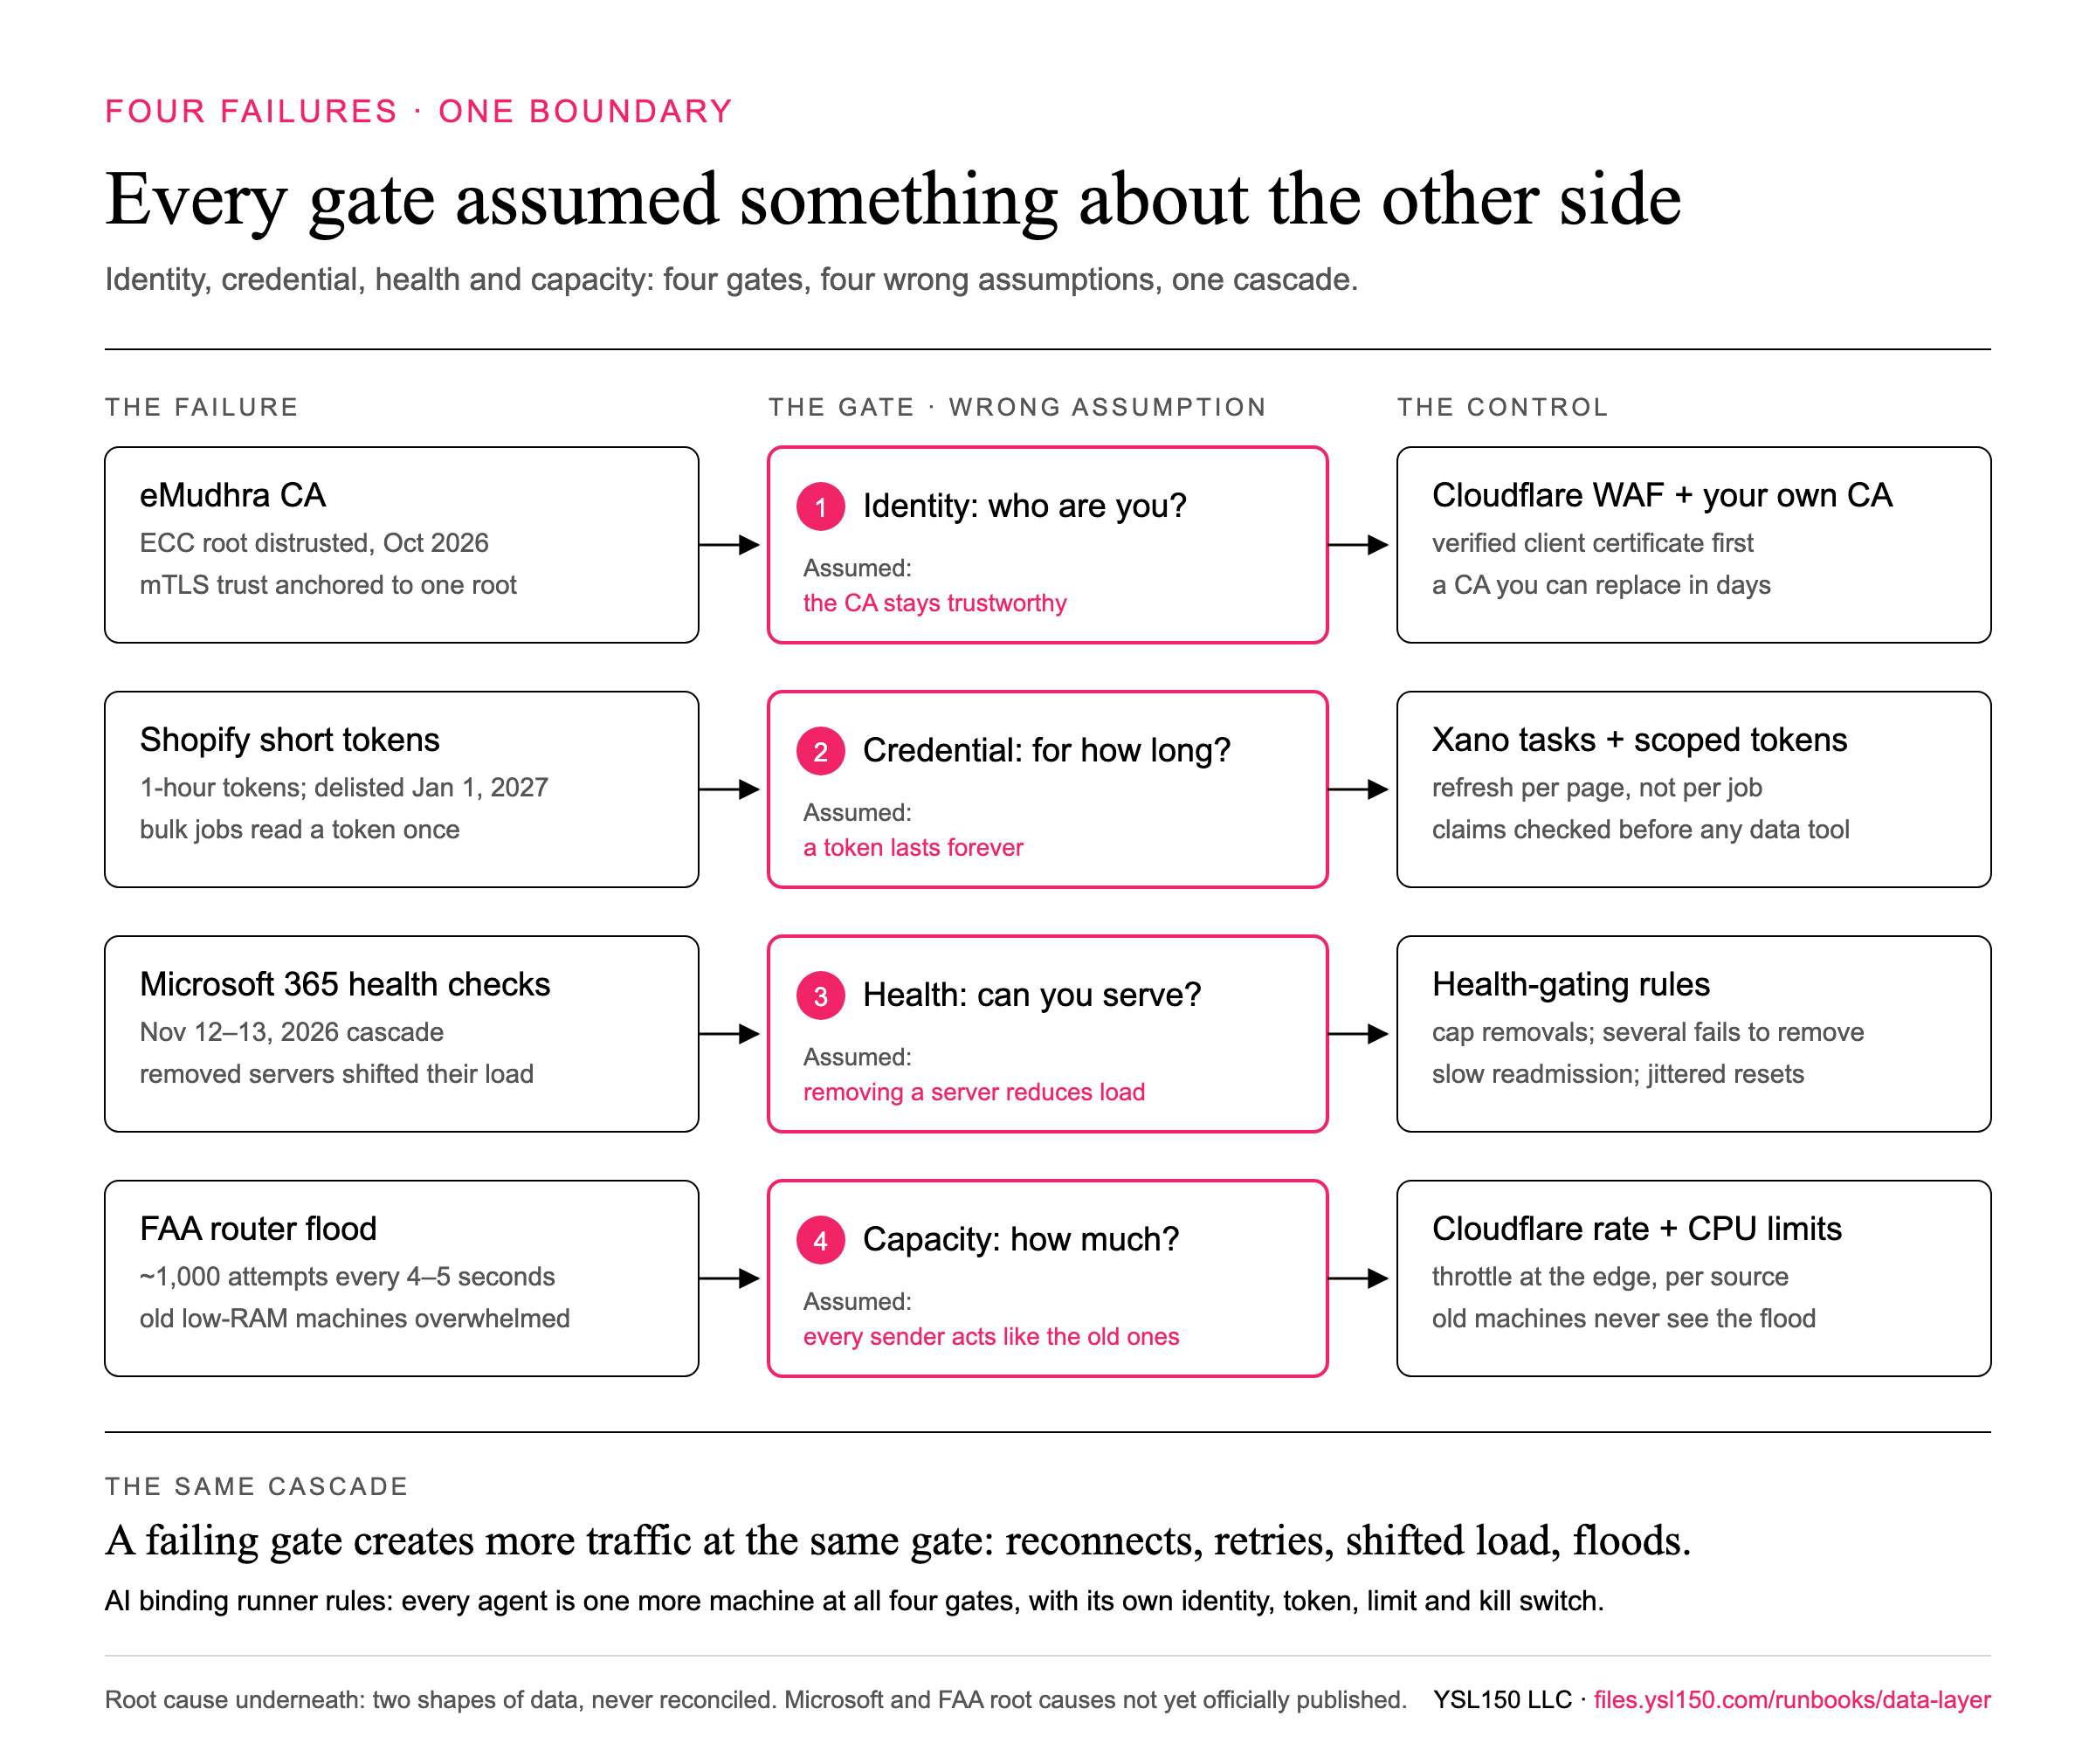 FOUR FAILURES · ONE BOUNDARY
Every gate assumed something about the other side
Identity, credential, health and capacity: four gates, four wrong assumptions, one cascade.
THE FAILURE
THE GATE · WRONG ASSUMPTION
THE CONTROL
eMudhra CA
ECC root distrusted, Oct 2026
mTLS trust anchored to one root
1 Identity: who are you?
Assumed:
the CA stays trustworthy
Cloudflare WAF + your own CA
verified client certificate first
a CA you can replace in days
Shopify short tokens
1-hour tokens; delisted Jan 1, 2027
bulk jobs read a token once
2 Credential: for how long?
Assumed:
a token lasts forever
Xano tasks + scoped tokens
refresh per page, not per job
claims checked before any data tool
Microsoft 365 health checks
Nov 12–13, 2026 cascade
removed servers shifted their load
3 Health: can you serve?
Assumed:
removing a server reduces load
Health-gating rules
cap removals; several fails to remove
slow readmission; jittered resets
FAA router flood
~1,000 attempts every 4–5 seconds
old low-RAM machines overwhelmed
4 Capacity: how much?
Assumed:
every sender acts like the old ones
Cloudflare rate + CPU limits
throttle at the edge, per source
old machines never see the flood
THE SAME CASCADE
A failing gate creates more traffic at the same gate: reconnects, retries, shifted load, floods.
AI binding runner rules: every agent is one more machine at all four gates, with its own identity, token, limit and kill switch.
Root cause underneath: two shapes of data, never reconciled. Microsoft and FAA root causes not yet officially published.
YSL150 LLC · files.ysl150.com/runbooks/data-layer